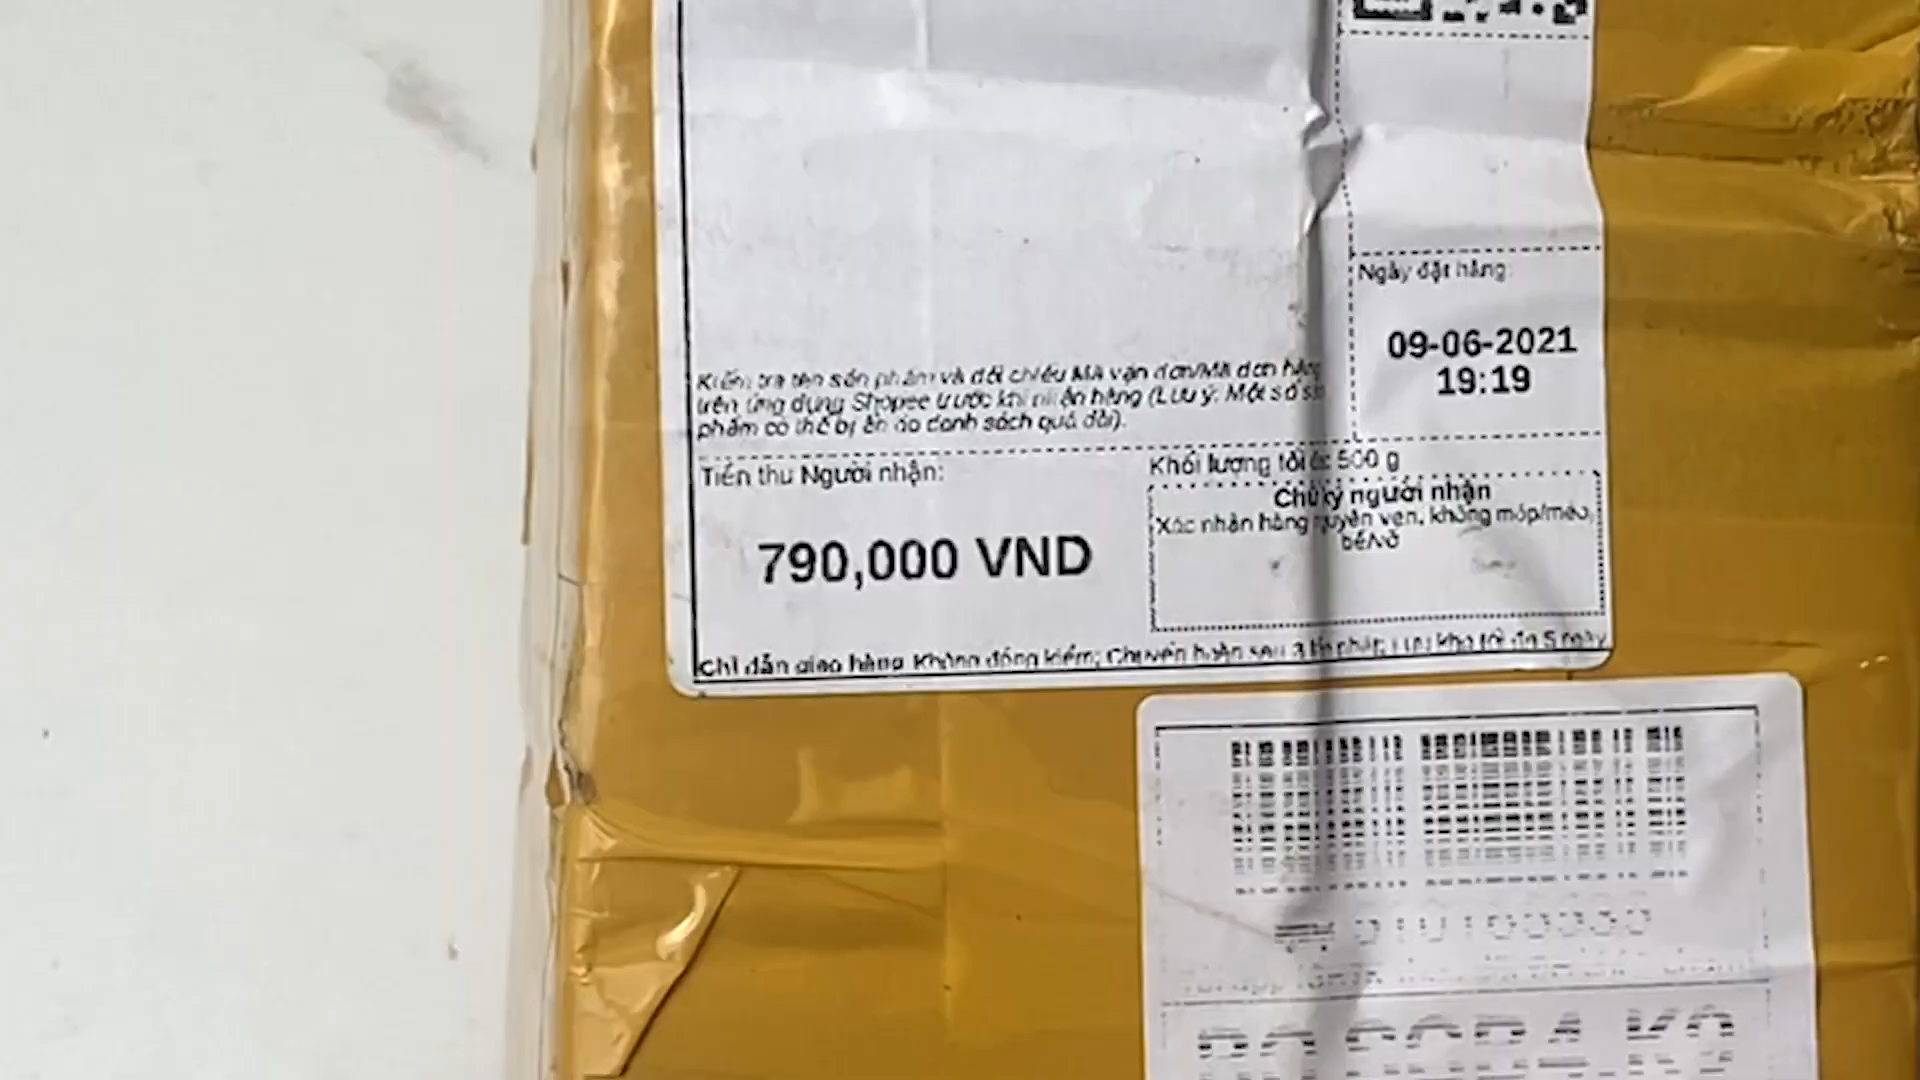 Ngày đặt hàng:
09-06-2021
19:19
Kiểm tra tên sản phẩm và đối chiếu Mã vận đơn/Mã đơn hàng
trên ứng dụng Shopee trước khi nhận hàng (Lưu ý: Một số s
phẩm có thể bị ẩn do danh sách quá dài).
Tiền thu Người nhận:
790,000 VND
Khối lượng tối đa: 500 g
Chữ ký người nhận
Xác nhận hàng nguyên vẹn, không móp/méo,
bể/vỡ
Chỉ dẫn giao hàng: Không đồng kiểm; Chuyển hoàn sau 3 lần phát; Lưu kho tối đa 5 ngày